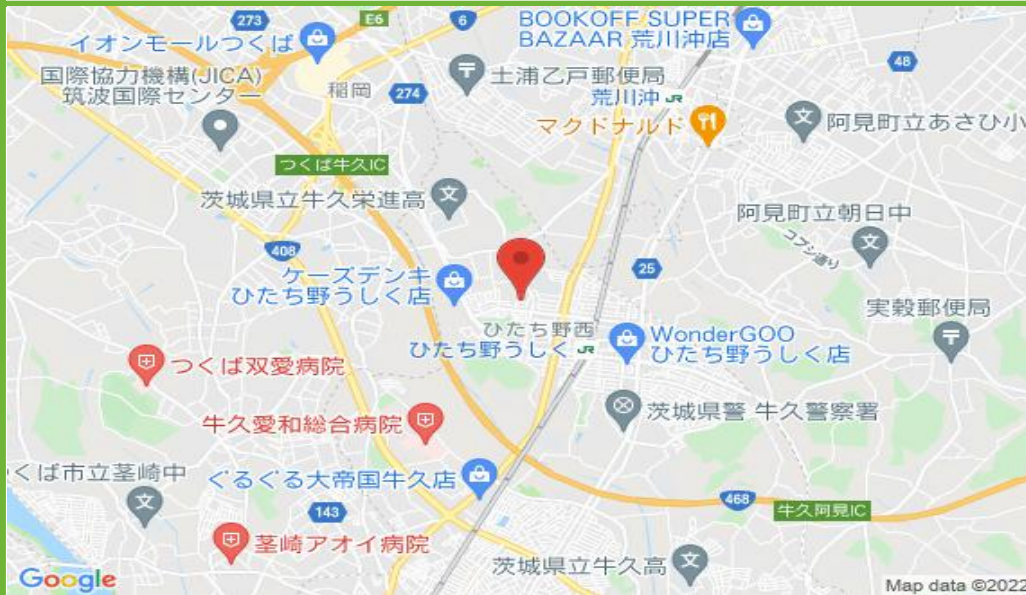 273
E6
6
BOOKOFF SUPER
BAZAAR 荒川沖店
イオンモールつくば
国際協力機構(JICA)
筑波国際センター
稲岡
274
土浦乙戸郵便局
48
荒川沖 JR
マクドナルド
阿見町立あさひ小
つくば牛久IC
茨城県立牛久栄進高
阿見町立朝日中
コブシ通り
408
25
ケーズデンキ
ひたち野うしく店
実穀郵便局
ひたち野西
ひたち野うしく JR
WonderGOO
ひたち野うしく店
つくば双愛病院
牛久愛和総合病院
茨城県警 牛久警察署
くば市立茎崎中
ぐるぐる大帝国牛久店
468
牛久阿見IC
143
茎崎アオイ病院
茨城県立牛久高
Google
Map data ©2022